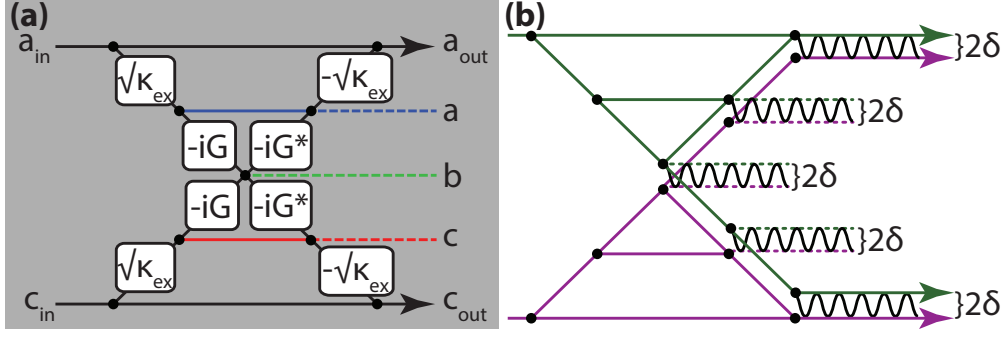 (a)
a_in
a_out
√κ_ex
-√κ_ex
a
-iG
-iG*
b
-iG
-iG*
c
√κ_ex
-√κ_ex
c_in
c_out
(b)
}2δ
}2δ
}2δ
}2δ
}2δ